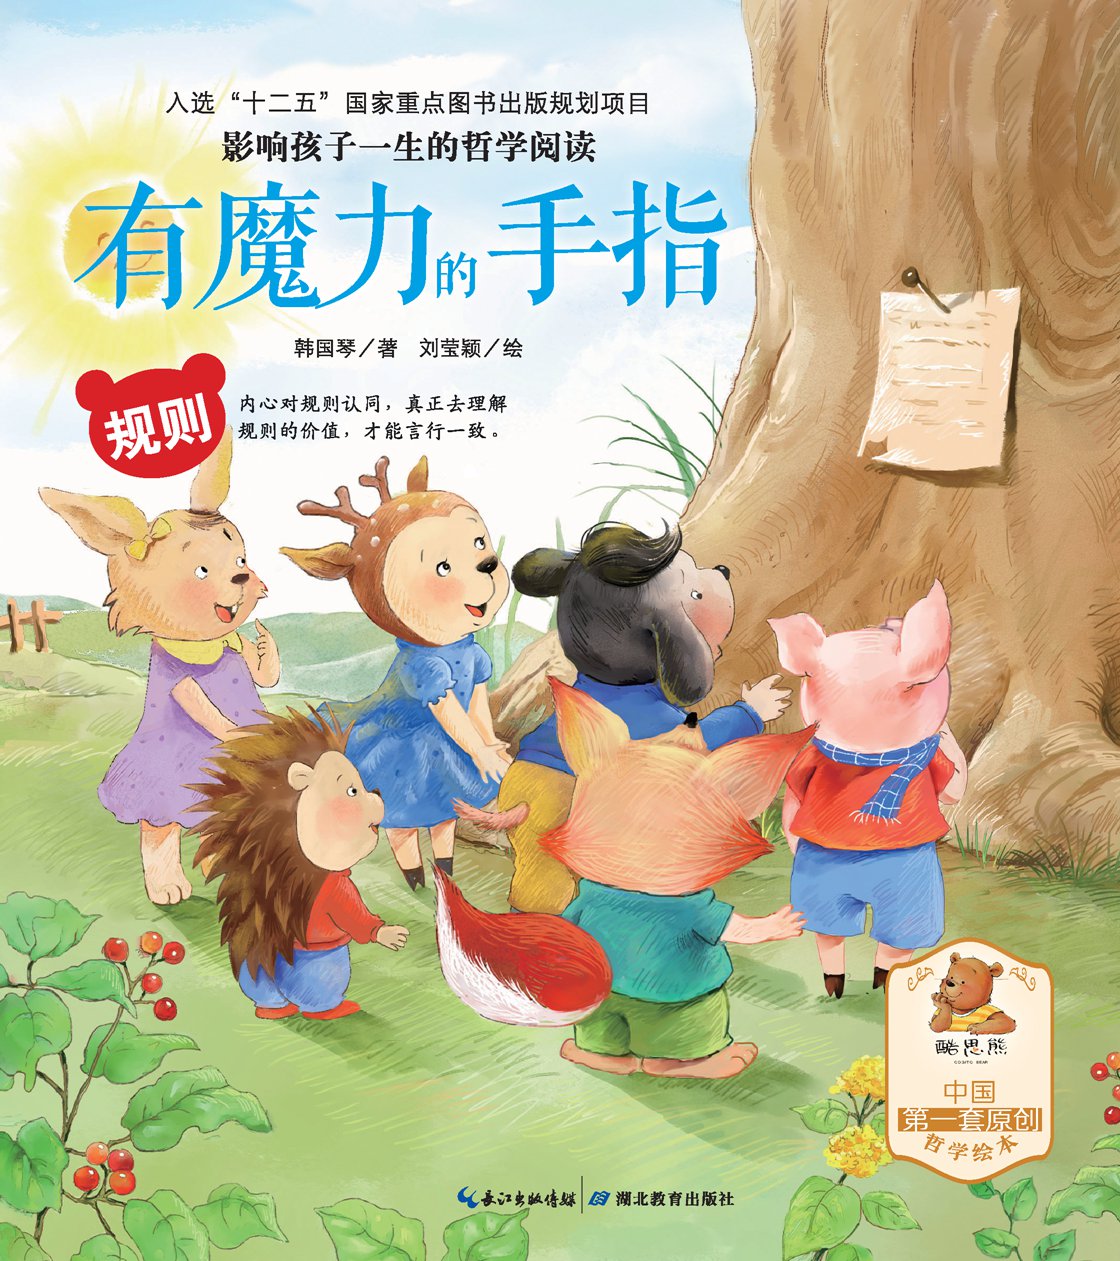 入选“十二五”国家重点图书出版规划项目
影响孩子一生的哲学阅读
有魔力的手指
韩国琴／著 刘莹颖／绘
规则
内心对规则认同，真正去理解
规则的价值，才能言行一致。
酷思熊
COSITO BEAR
中国
第一套原创
哲学绘本
长江出版传媒 湖北教育出版社